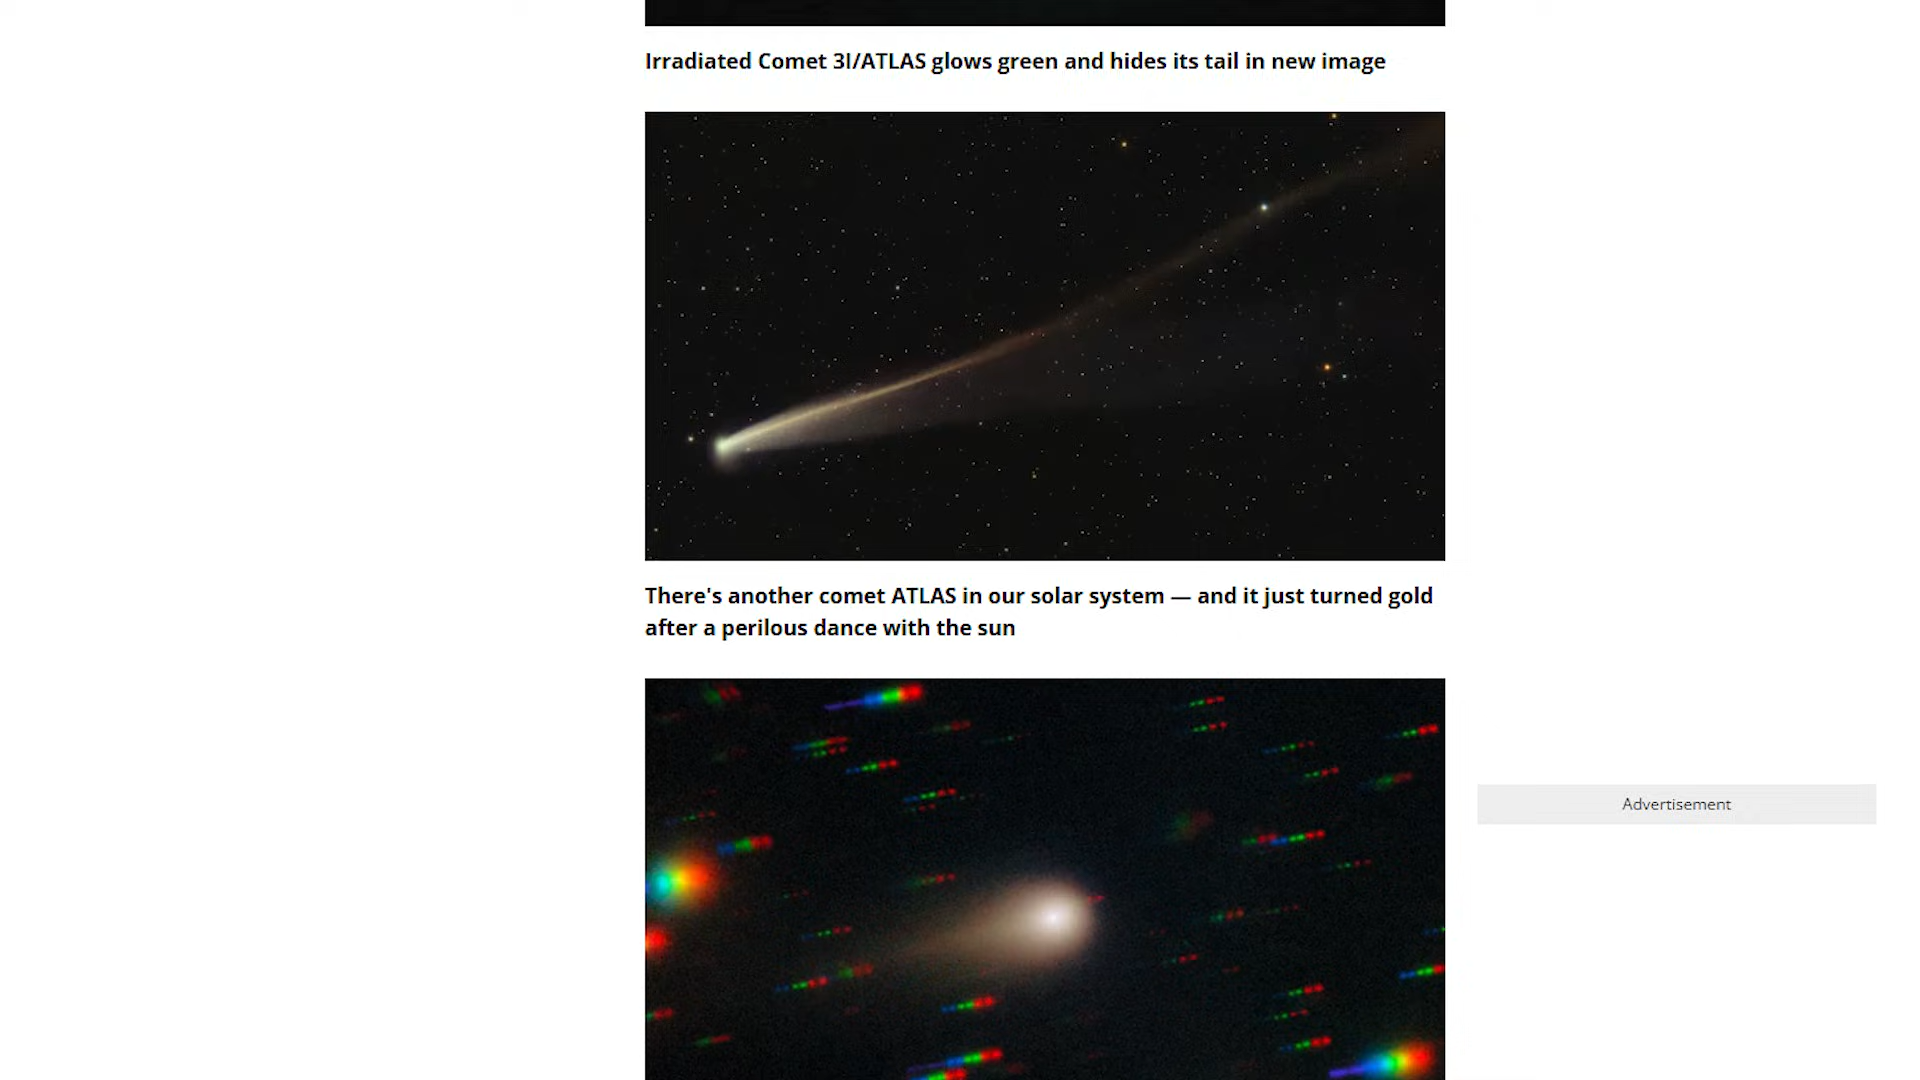 Irradiated Comet 3I/ATLAS glows green and hides its tail in new image
There's another comet ATLAS in our solar system — and it just turned gold
after a perilous dance with the sun
Advertisement